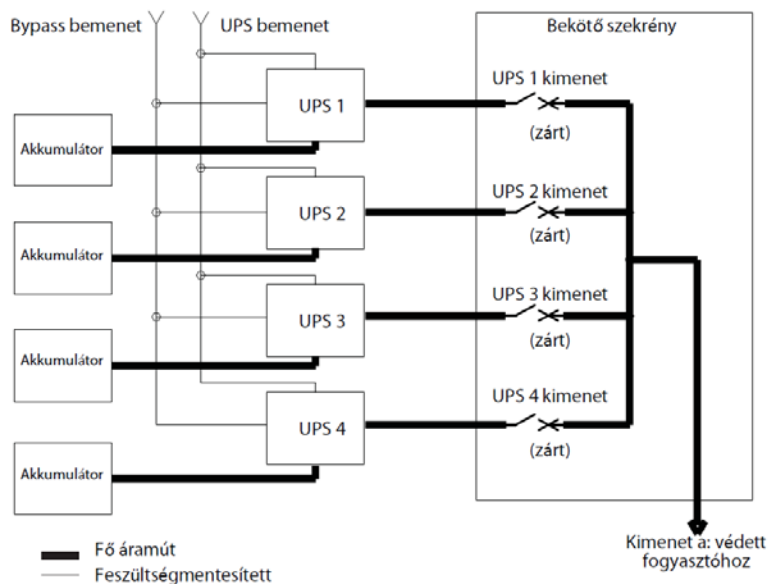 Bypass bemenet
UPS bemenet
Bekötő szekrény
UPS 1 kimenet
UPS 1
(zárt)
Akkumulátor
UPS 2 kimenet
UPS 2
(zárt)
Akkumulátor
UPS 3 kimenet
UPS 3
(zárt)
Akkumulátor
UPS 4 kimenet
UPS 4
(zárt)
Akkumulátor
Kimenet a: védett
fogyasztóhoz
Fő áramút
Feszültségmentesített